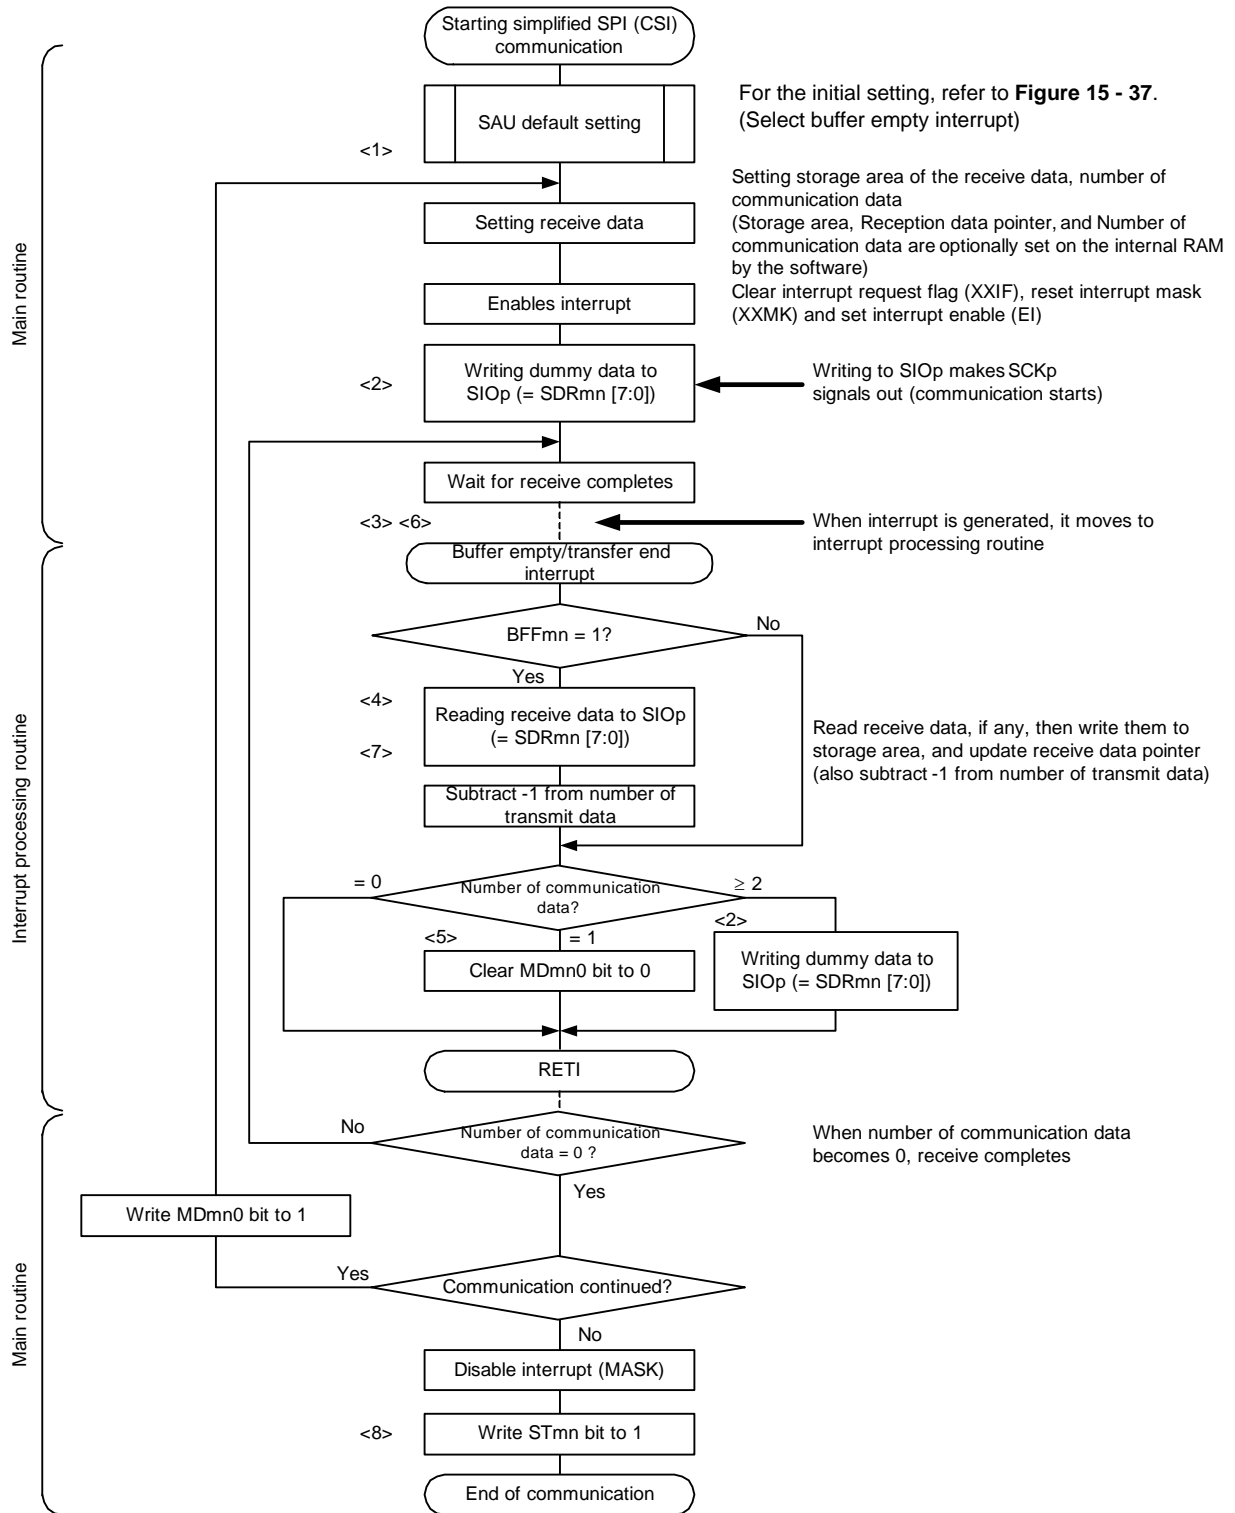 Starting simplified SPI (CSI)
communication
For the initial setting, refer to Figure 15 - 37.
(Select buffer empty interrupt)
SAU default setting
<1>
Setting storage area of the receive data, number of
communication data
(Storage area, Reception data pointer, and Number of
communication data are optionally set on the internal RAM
by the software)
Clear interrupt request flag (XXIF), reset interrupt mask
(XXMK) and set interrupt enable (EI)
Setting receive data
Main routine
Enables interrupt
<2>
Writing dummy data to
SIOp (= SDRmn [7:0])
Writing to SIOp makes SCKp
signals out (communication starts)
Wait for receive completes
<3> <6>
When interrupt is generated, it moves to
interrupt processing routine
Buffer empty/transfer end
interrupt
BFFmn = 1?
No
Yes
<4>
Reading receive data to SIOp
(= SDRmn [7:0])
<7>
Read receive data, if any, then write them to
storage area, and update receive data pointer
(also subtract -1 from number of transmit data)
Subtract -1 from number of
transmit data
Interrupt processing routine
= 0
Number of communication
data?
≥ 2
<2>
<5>
= 1
Clear MDmn0 bit to 0
Writing dummy data to
SIOp (= SDRmn [7:0])
RETI
No
Number of communication
data = 0 ?
When number of communication data
becomes 0, receive completes
Yes
Write MDmn0 bit to 1
Yes
Communication continued?
No
Main routine
Disable interrupt (MASK)
<8>
Write STmn bit to 1
End of communication